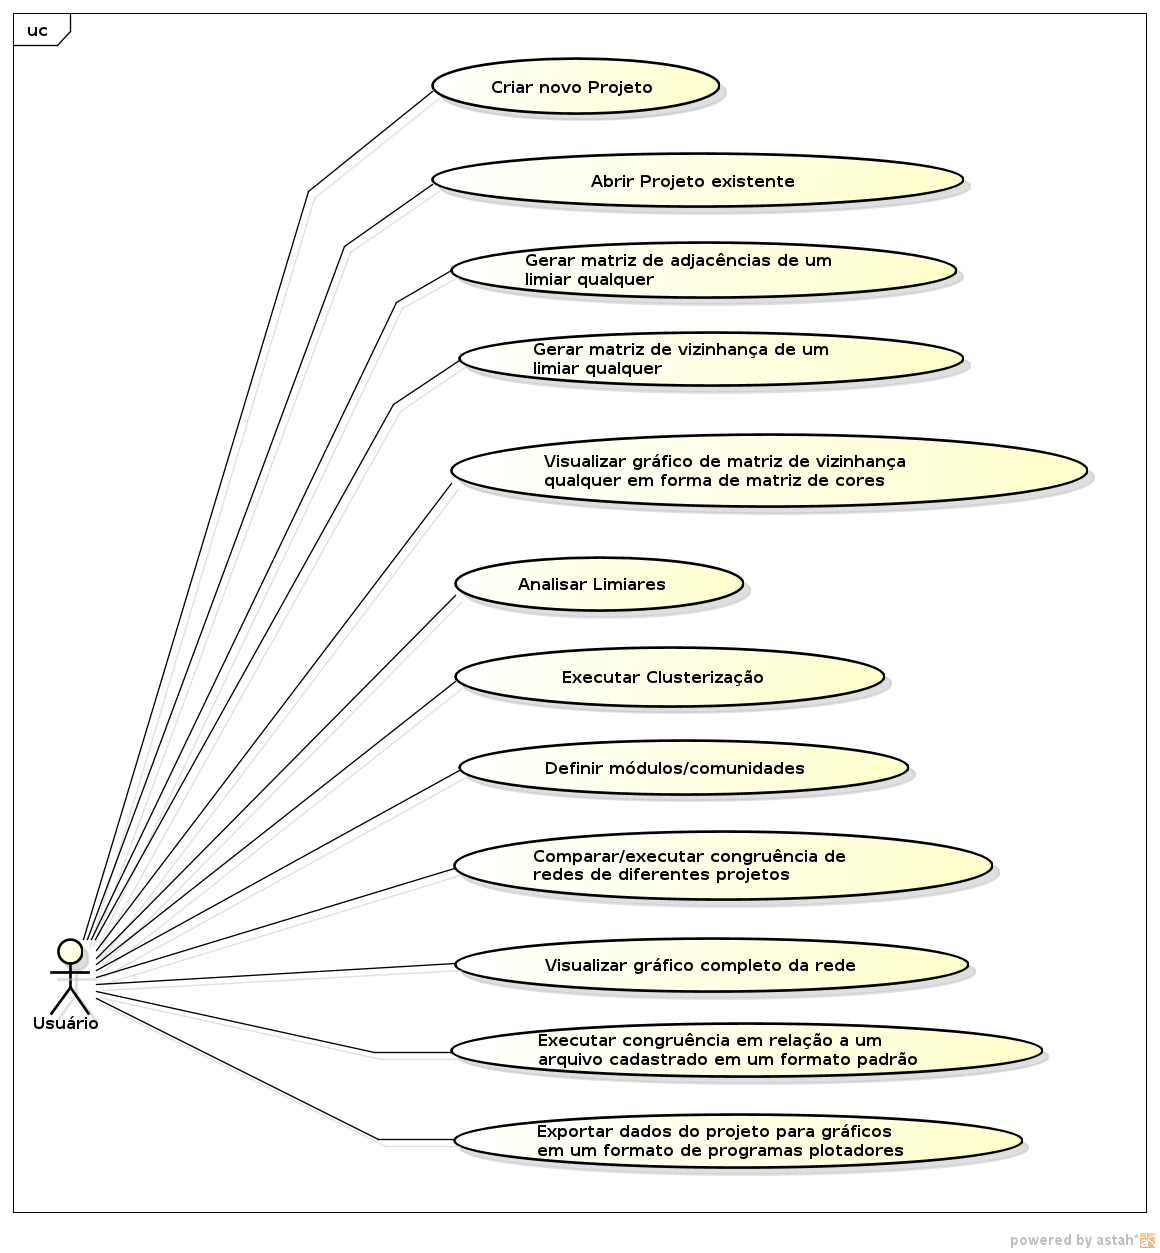 uc
Criar novo Projeto
Abrir Projeto existente
Gerar matriz de adjacências de um
limiar qualquer
Gerar matriz de vizinhança de um
limiar qualquer
Visualizar gráfico de matriz de vizinhança
qualquer em forma de matriz de cores
Analisar Limiares
Executar Clusterização
Definir módulos/comunidades
Comparar/executar congruência de
redes de diferentes projetos
Visualizar gráfico completo da rede
Usuário
Executar congruência em relação a um
arquivo cadastrado em um formato padrão
Exportar dados do projeto para gráficos
em um formato de programas plotadores
powered by astah*